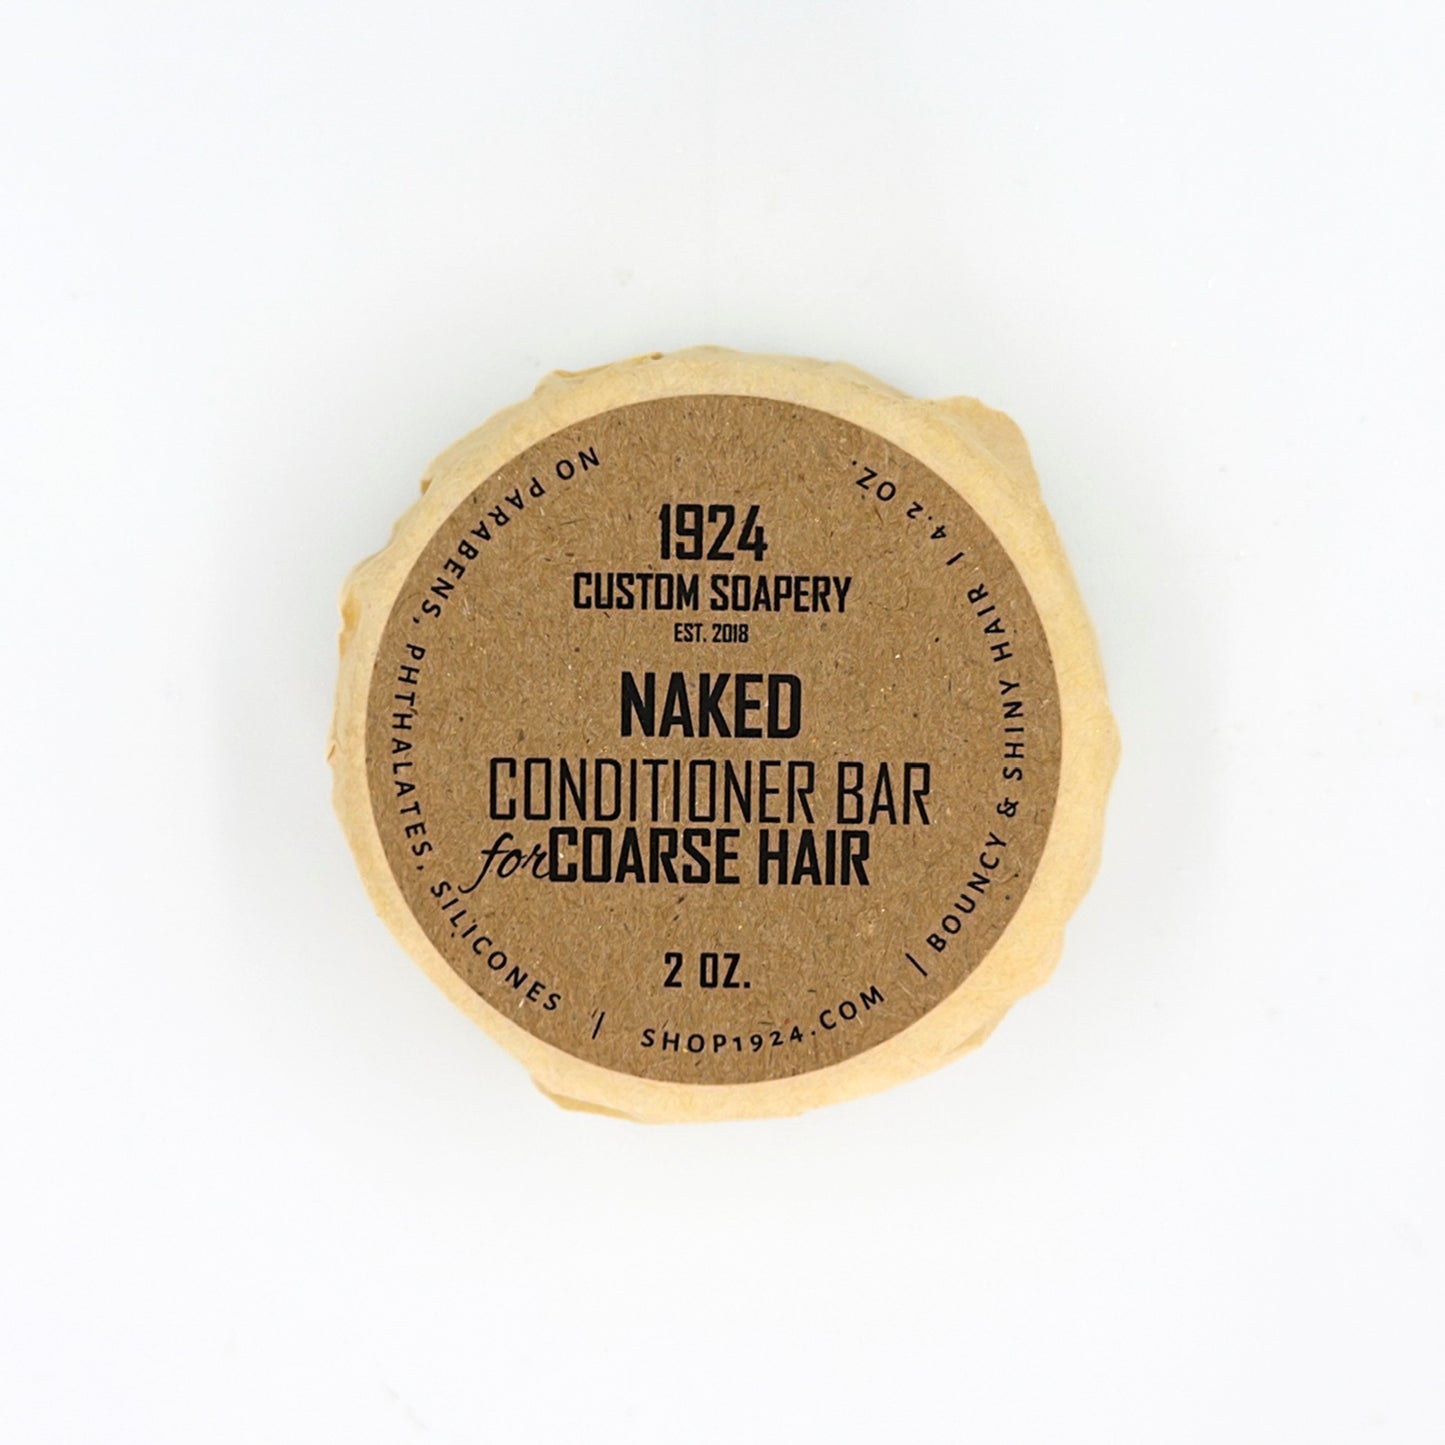 1924
CUSTOM SOAPERY
EST. 2018
NAKED
CONDITIONER BAR
for COARSE HAIR
2 OZ.
NO PARABENS, PHTHALATES, SILICONES | SHOP1924.COM | BOUNCY & SHINY HAIR | 4.2 OZ.